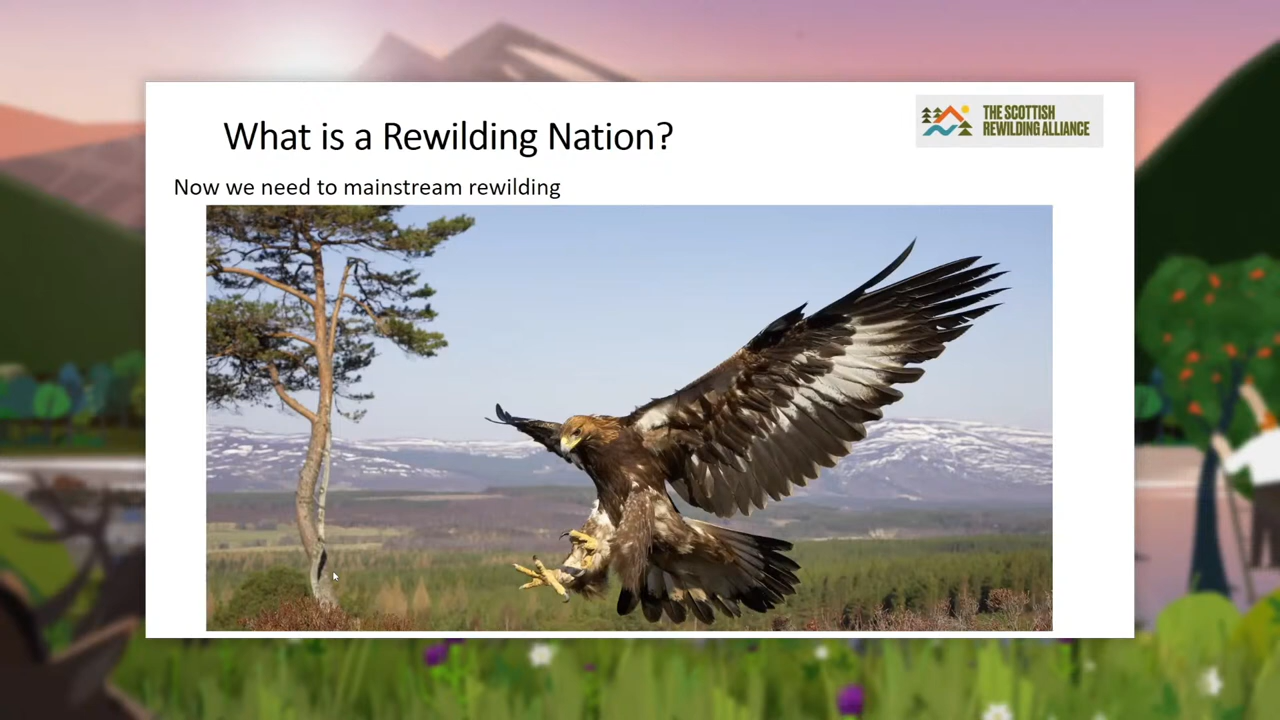 What is a Rewilding Nation?
THE SCOTTISH
REWILDING ALLIANCE
Now we need to mainstream rewilding